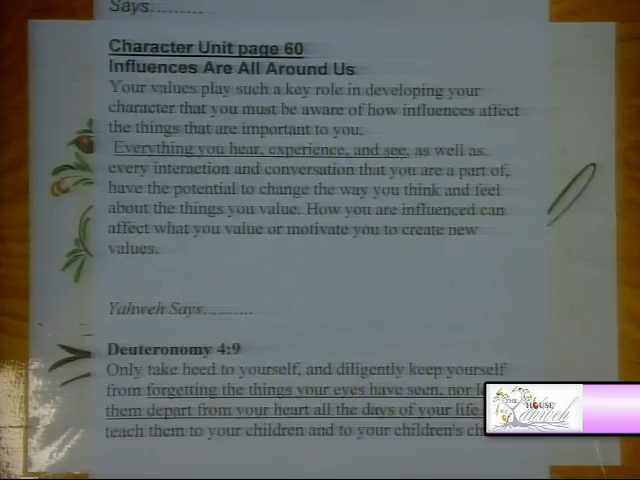 Says..........
Character Unit page 60
Influences Are All Around Us
Your values play such a key role in developing your
character that you must be aware of how influences affect
the things that are important to you.
Everything you hear, experience, and see, as well as,
every interaction and conversation that you are a part of,
have the potential to change the way you think and feel
about the things you value. How you are influenced can
affect what you value or motivate you to create new
values.
Yahweh Says..........
Deuteronomy 4:9
Only take heed to yourself, and diligently keep yourself
from forgetting the things your eyes have seen, nor
them depart from your heart all the days of your life.
teach them to your children and to your children's
THE HOUSE
Yahweh